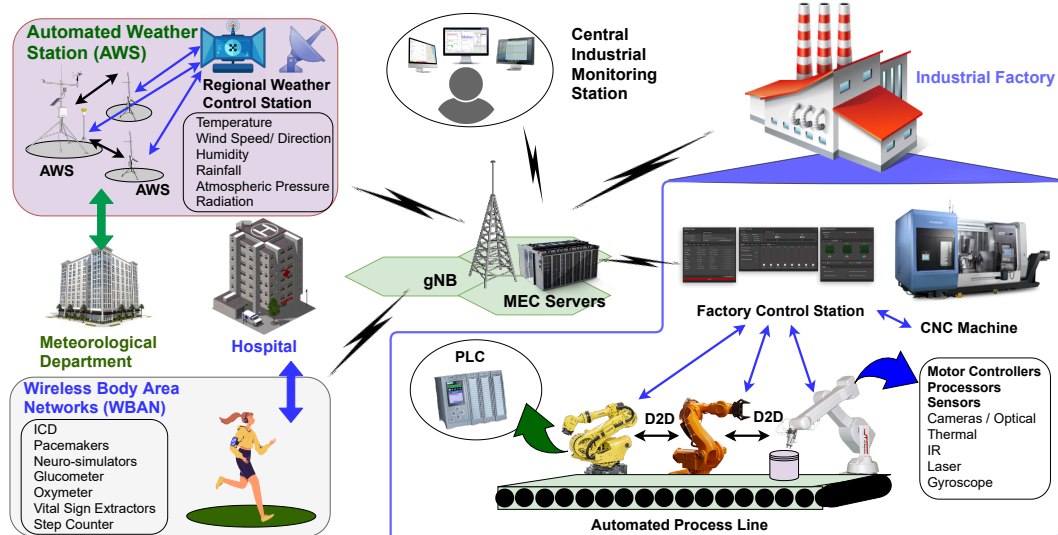 Automated Weather
Station (AWS)
Regional Weather
Control Station
Temperature
Wind Speed/ Direction
Humidity
Rainfall
Atmospheric Pressure
Radiation
AWS
AWS
Central
Industrial
Monitoring
Station
Industrial Factory
gNB
MEC Servers
Meteorological
Department
Hospital
Factory Control Station
CNC Machine
Wireless Body Area
Networks (WBAN)
ICD
Pacemakers
Neuro-simulators
Glucometer
Oxymeter
Vital Sign Extractors
Step Counter
PLC
D2D
D2D
Motor Controllers
Processors
Sensors
Cameras / Optical
Thermal
IR
Laser
Gyroscope
Automated Process Line